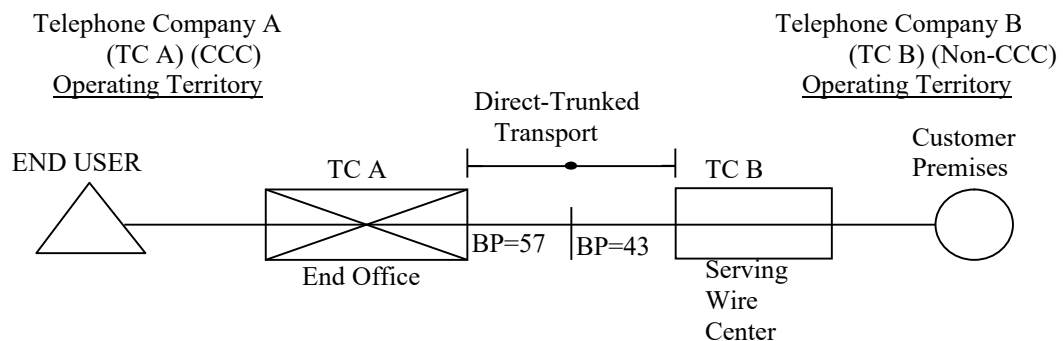 Telephone Company A
(TC A) (CCC)
Operating Territory
Telephone Company B
(TC B) (Non-CCC)
Operating Territory
Direct-Trunked
Transport
END USER
TC A
TC B
Customer
Premises
BP=57
BP=43
End Office
Serving
Wire
Center